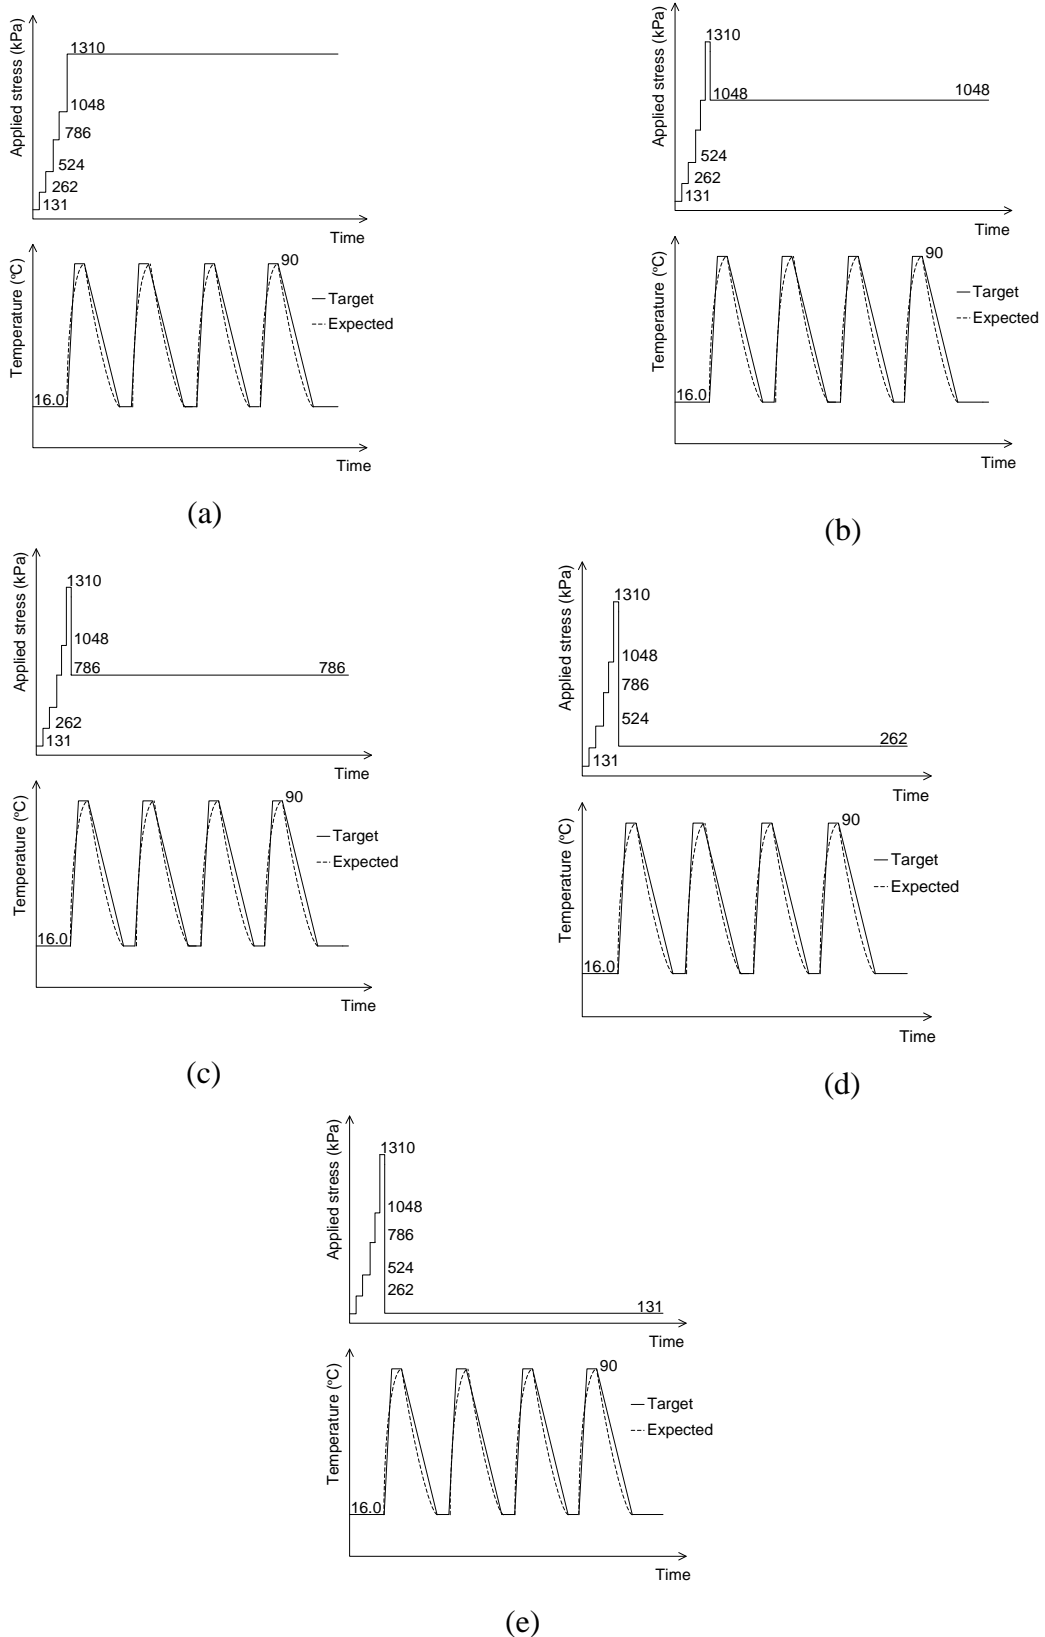 Applied stress (kPa)
1310
1048
786
524
262
131
Time
Temperature (°C)
90
Target
Expected
16.0
Time
(a)
Applied stress (kPa)
1310
1048 1048
524
262
131
Time
Temperature (°C)
90
Target
Expected
16.0
Time
(b)
Applied stress (kPa)
1310
1048
786 786
262
131
Time
Temperature (°C)
90
Target
Expected
16.0
Time
(c)
Applied stress (kPa)
1310
1048
786
524
262
131
Time
Temperature (°C)
90
Target
Expected
16.0
Time
(d)
Applied stress (kPa)
1310
1048
786
524
262
131
Time
Temperature (°C)
90
Target
Expected
16.0
Time
(e)